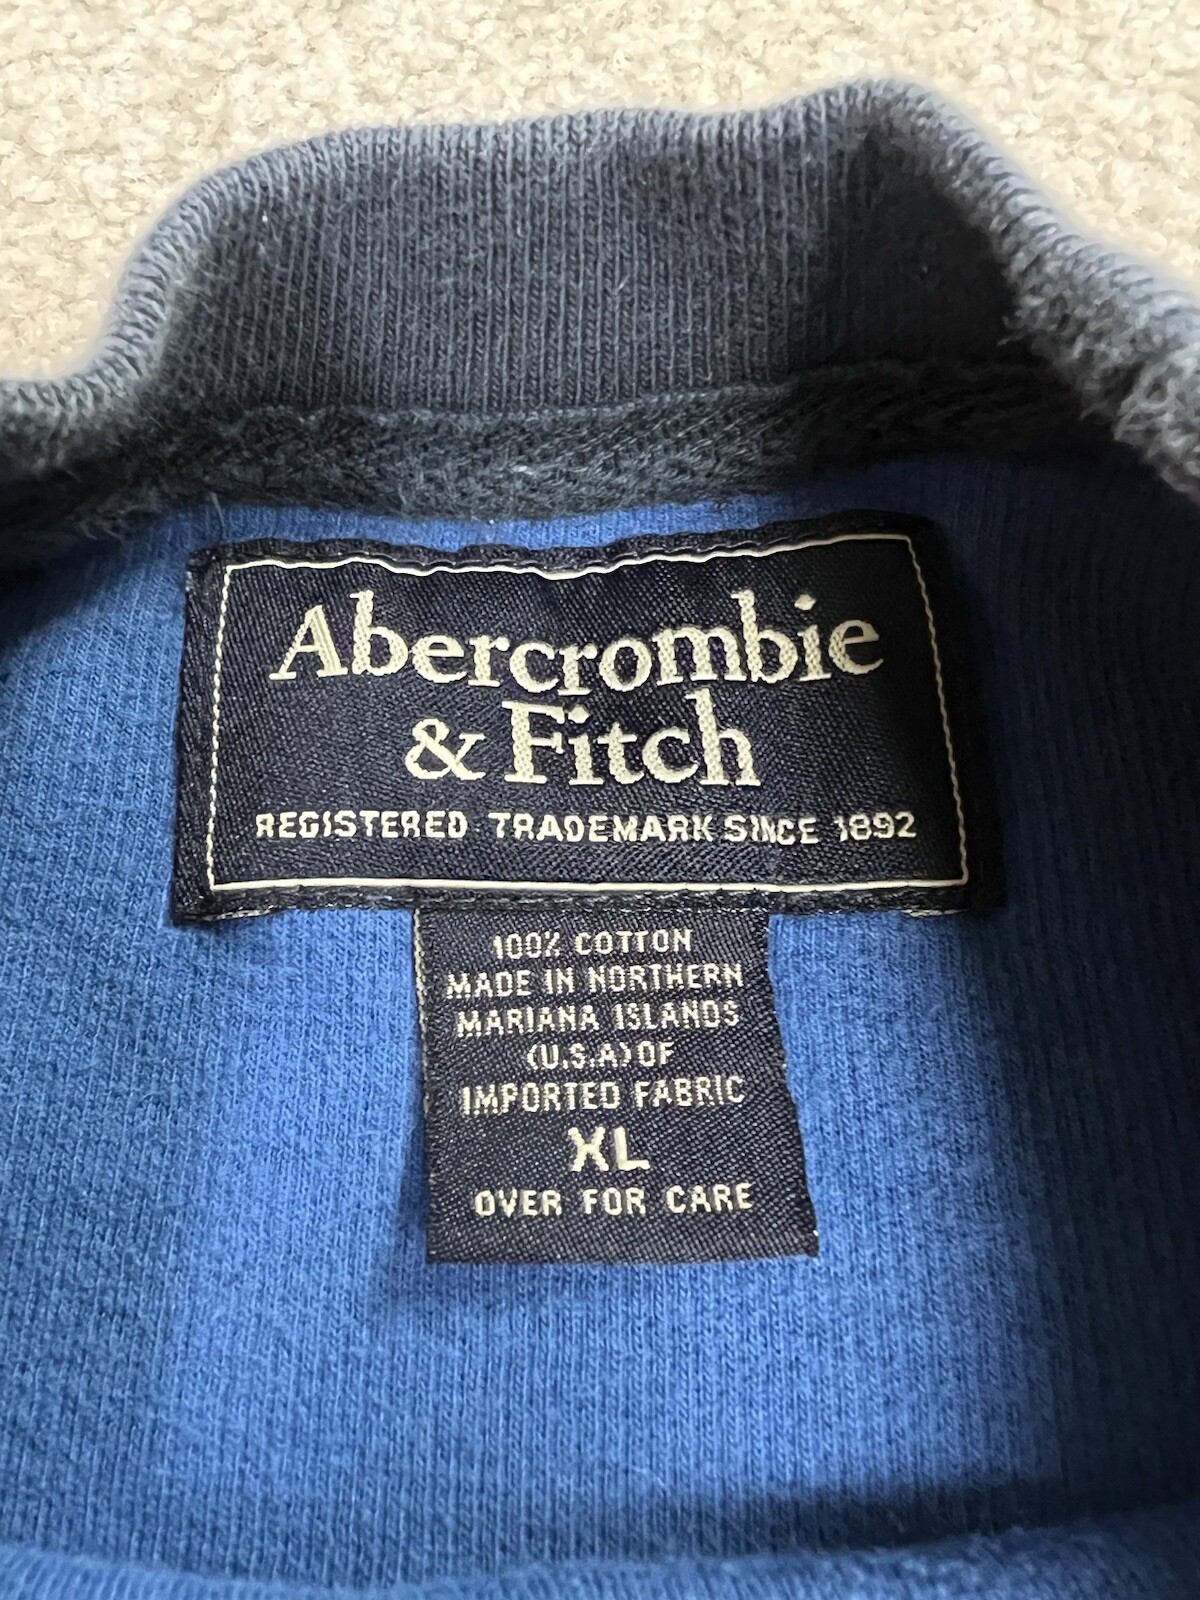 Abercrombie
& Fitch
REGISTERED TRADEMARK SINCE 1892
100% COTTON
MADE IN NORTHERN
MARIANA ISLANDS
(U.S.A) OF
IMPORTED FABRIC
XL
OVER FOR CARE